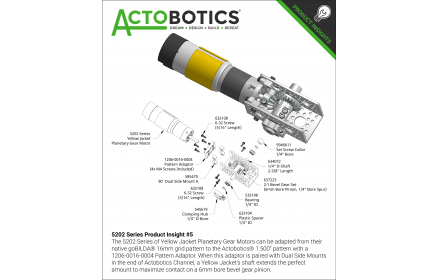 ACTOBOTICS®
DREAM • DESIGN • BUILD • REPEAT
PRODUCT INSIGHTS
632108
6-32 Screw
(5/16" Length)
5202 Series
Yellow Jacket
Planetary Gear Motor
1206-0016-0004
Pattern Adaptor
(4x M4 Screws Included)
585470
90° Dual Side Mount A
632108
6-32 Screw
(5/16" Length)
545619
Clamping Hub
1/4" D-Bore
633104
Plastic Spacer
1/4" ID
535198
Bearing
1/4" ID
637223
2:1 Bevel Gear Set
(6mm Bore Pinion, 1/4" Bore Spur)
634072
1/4" D-Shaft
2-3/8" Length
Set Screw Collar
1/4" Bore
5202 Series Product Insight #5
The 5202 Series of Yellow Jacket Planetary Gear Motors can be adapted from their
native goBILDA® 16mm grid pattern to the Actobotics® 1.500" pattern with a
1206-0016-0004 Pattern Adaptor. When this adaptor is paired with Dual Side Mounts
in the end of Actobotics Channel, a Yellow Jacket's shaft extends the perfect
amount to maximize contact on a 6mm bore bevel gear pinion.